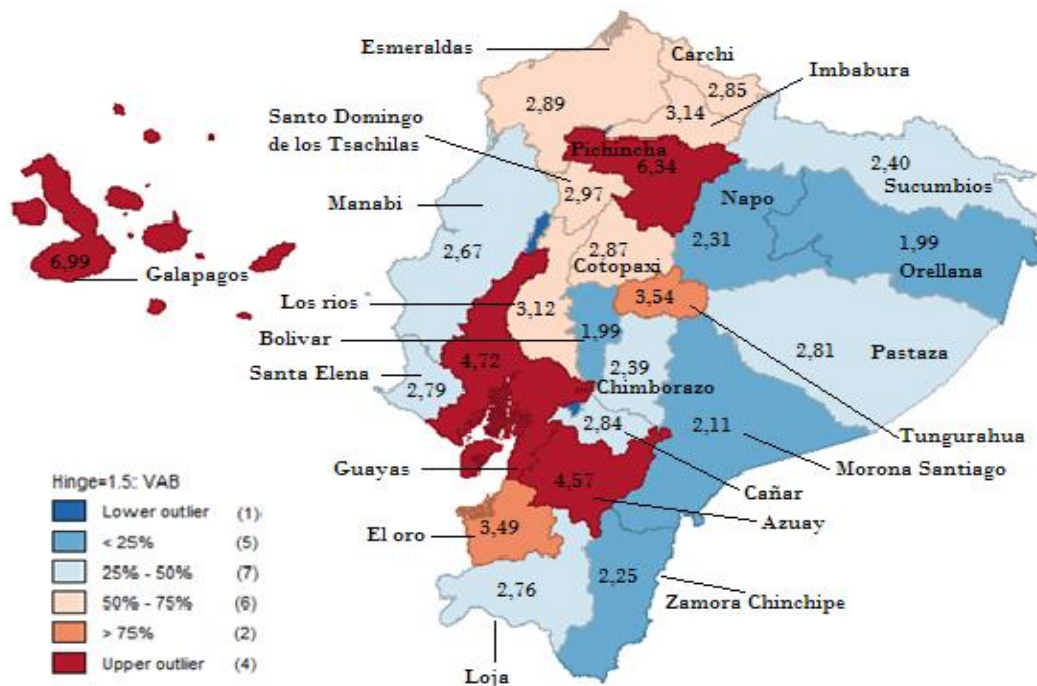 Esmeraldas
Carchi
Imbabura
2,85
2,89
3,14
Santo Domingo
de los Tsachilas
Pichincha
6,34
2,40
Sucumbios
2,97
Napo
Manabi
2,31
1,99
2,67
2,87
Orellana
6,99
Cotopaxi
Galapagos
3,54
Los rios
3,12
1,99
Bolivar
2,81
Pastaza
4,72
2,39
Santa Elena
Chimborazo
2,79
2,84
2,11
Tungurahua
Guayas
Morona Santiago
4,57
Cañar
Azuay
El oro
3,49
2,76
2,25
Zamora Chinchipe
Loja
Hinge=1.5: VAB
Lower outlier (1)
< 25% (5)
25% - 50% (7)
50% - 75% (6)
> 75% (2)
Upper outlier (4)